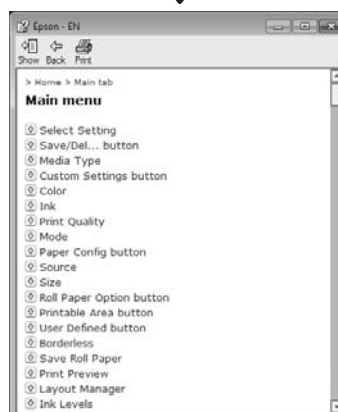 Epson - EN
Show Back Print
> Home > Main tab
Main menu
Select Setting
Save/Del... button
Media Type
Custom Settings button
Color
Ink
Print Quality
Mode
Paper Config button
Source
Size
Roll Paper Option button
Printable Area button
User Defined button
Borderless
Save Roll Paper
Print Preview
Layout Manager
Ink Levels